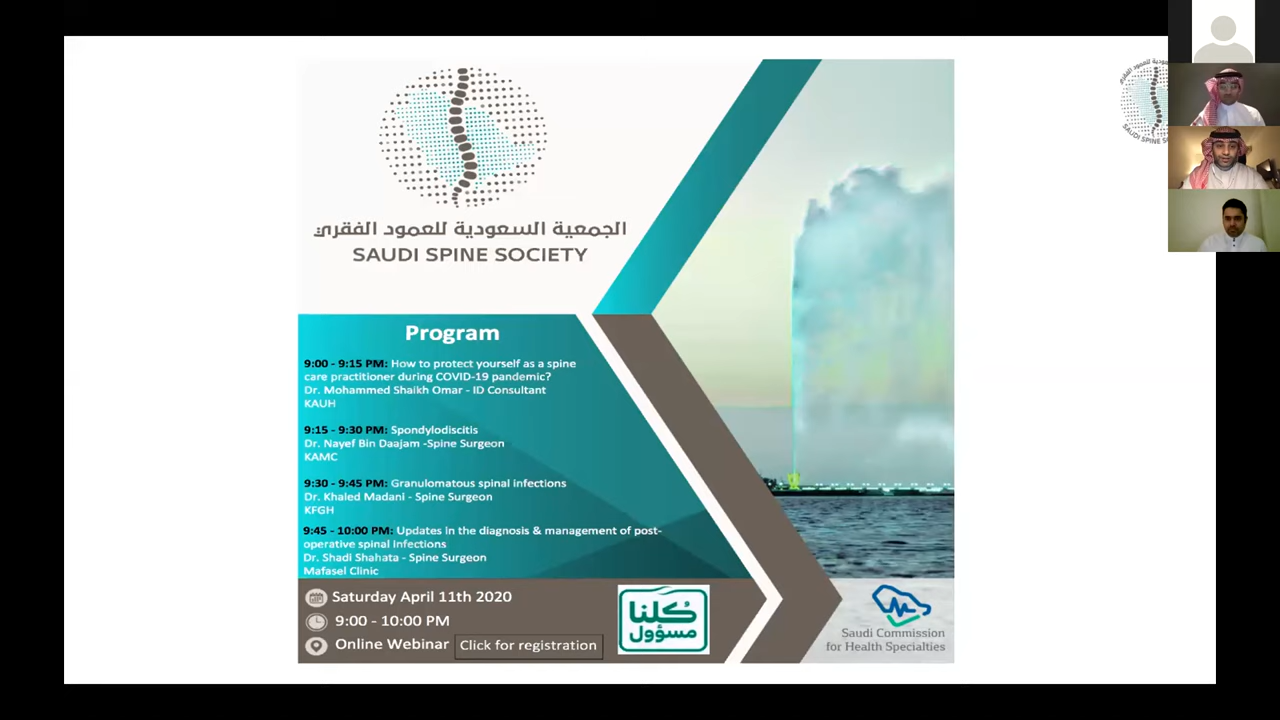 الجمعية السعودية للعمود الفقري
SAUDI SPINE SOCIETY
Program
9:00 - 9:15 PM: How to protect yourself as a spine
care practitioner during COVID-19 pandemic?
Dr. Mohammed Shaikh Omar - ID Consultant
KAUH
9:15 - 9:30 PM: Spondylodiscitis
Dr. Nayef Bin Daajam -Spine Surgeon
KAMC
9:30 - 9:45 PM: Granulomatous spinal infections
Dr. Khaled Madani - Spine Surgeon
KFGH
9:45 - 10:00 PM: Updates in the diagnosis & management of post-
operative spinal infections
Dr. Shadi Shahata - Spine Surgeon
Mafasel Clinic
Saturday April 11th 2020
9:00 - 10:00 PM
Online Webinar Click for registration
كلنا
مسؤول
Saudi Commission
for Health Specialties
SAUDI SPINE